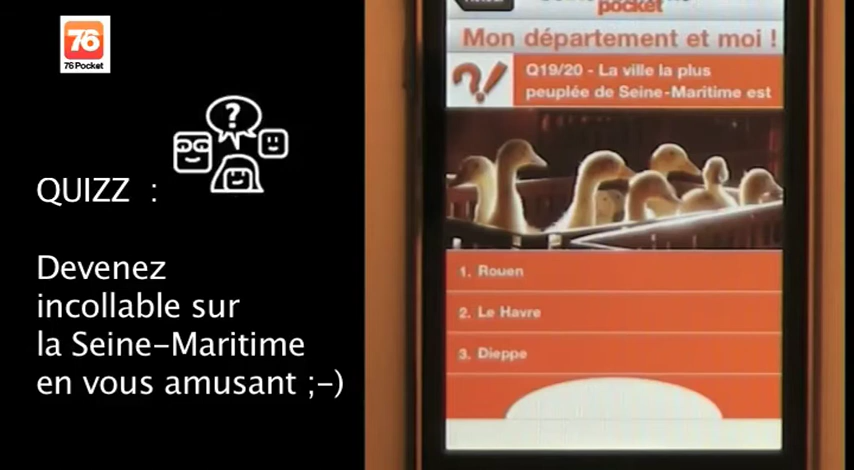 76
76 Pocket
QUIZZ :
Devenez
incollable sur
la Seine-Maritime
en vous amusant ;-)
pocket
Mon département et moi !
Q19/20 - La ville la plus
peuplée de Seine-Maritime est
1. Rouen
2. Le Havre
3. Dieppe